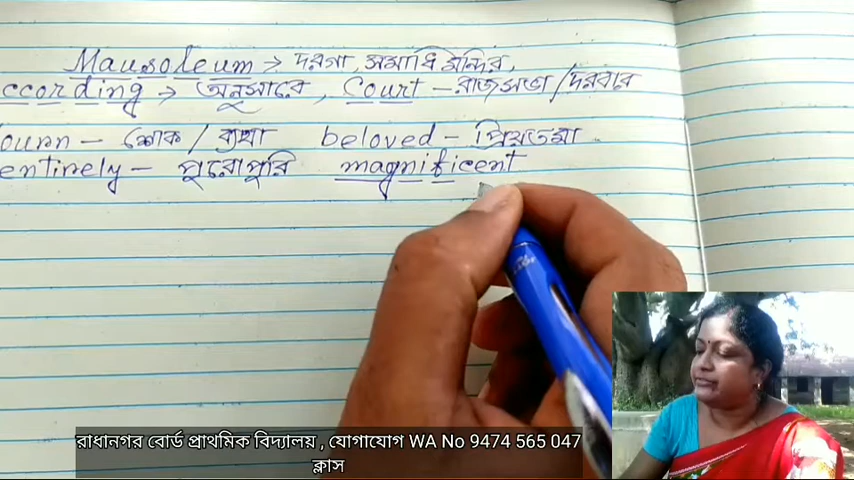 Mausoleum → দরগা, সমাধি মন্দির,
ccording → অনুসারে, Court – রাজসভা / দরবার
ourn – শোক / ব্যথা beloved – প্রিয়তমা
entirely – পুরোপুরি magnificent
রাধানগর বোর্ড প্রাথমিক বিদ্যালয় , যোগাযোগ WA No 9474 565 047
ক্লাস